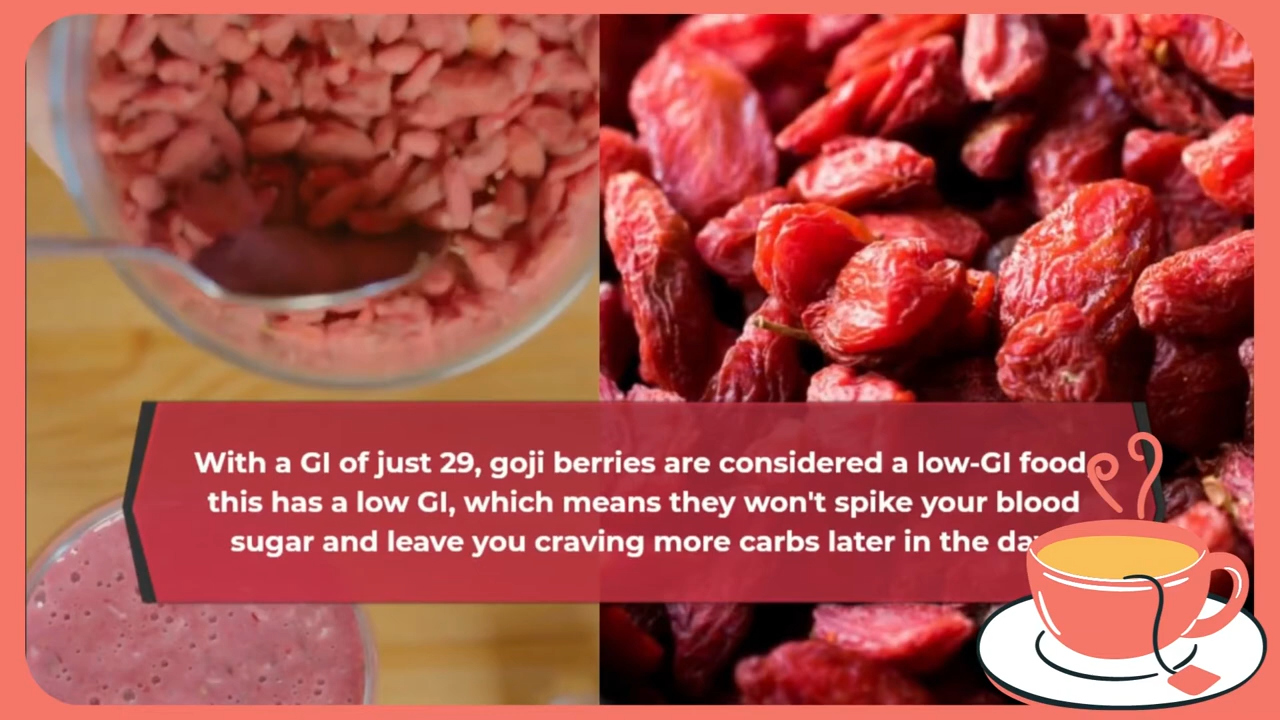 With a GI of just 29, goji berries are considered a low-GI food
this has a low GI, which means they won't spike your blood
sugar and leave you craving more carbs later in the